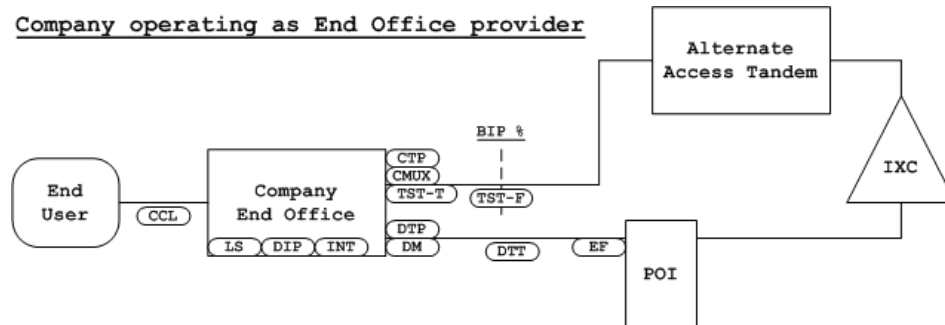 Company operating as End Office provider
Alternate
Access Tandem
BIP %
IXC
End
User
CCL
Company
End Office
LS
DIP
INT
CTP
CMUX
TST-T
TST-F
DTP
DM
DTT
EF
POI